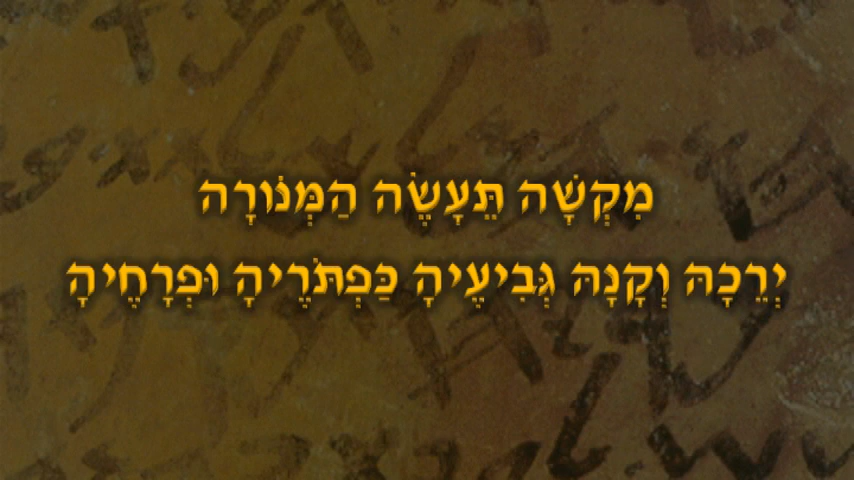 מִקְשָׁה תֵּעָשֶׂה הַמְּנוֹרָה
יְרֵכָהּ וְקָנָהּ גְּבִיעֶיהָ כַּפְתֹּרֶיהָ וּפְרָחֶיהָ